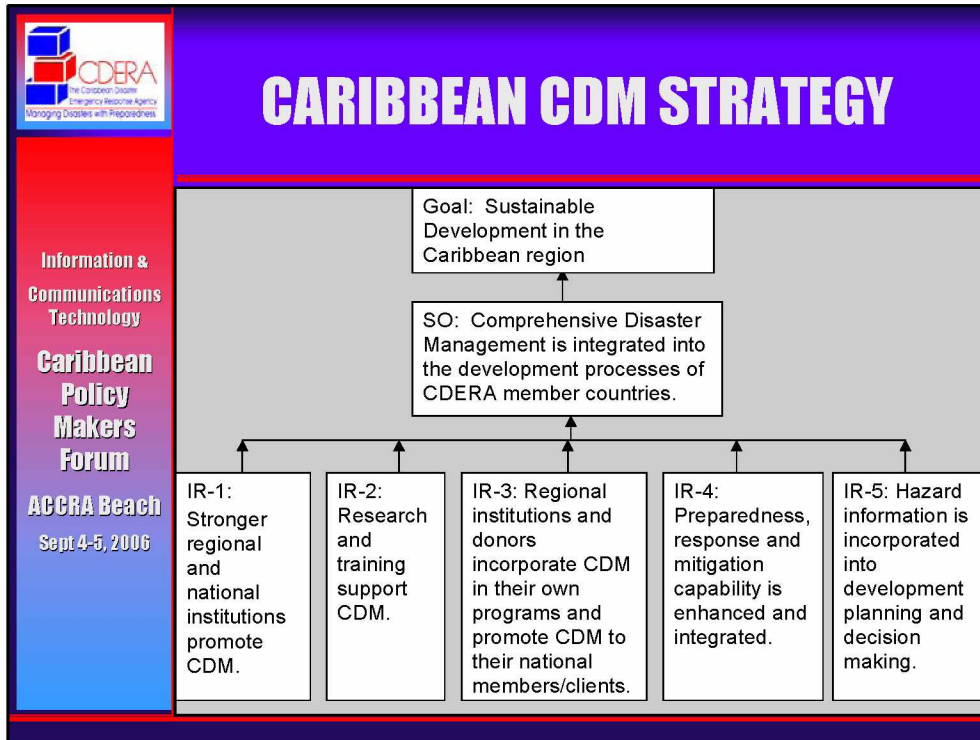 CDERA
The Caribbean Disaster
Emergency Response Agency
Managing Disasters with Preparedness
CARIBBEAN CDM STRATEGY
Information &
Communications
Technology
Caribbean
Policy
Makers
Forum
ACCRA Beach
Sept 4-5, 2006
Goal: Sustainable
Development in the
Caribbean region
SO: Comprehensive Disaster
Management is integrated into
the development processes of
CDERA member countries.
IR-1:
Stronger
regional
and
national
institutions
promote
CDM.
IR-2:
Research
and
training
support
CDM.
IR-3: Regional
institutions and
donors
incorporate CDM
in their own
programs and
promote CDM to
their national
members/clients.
IR-4:
Preparedness,
response and
mitigation
capability is
enhanced and
integrated.
IR-5: Hazard
information is
incorporated
into
development
planning and
decision
making.